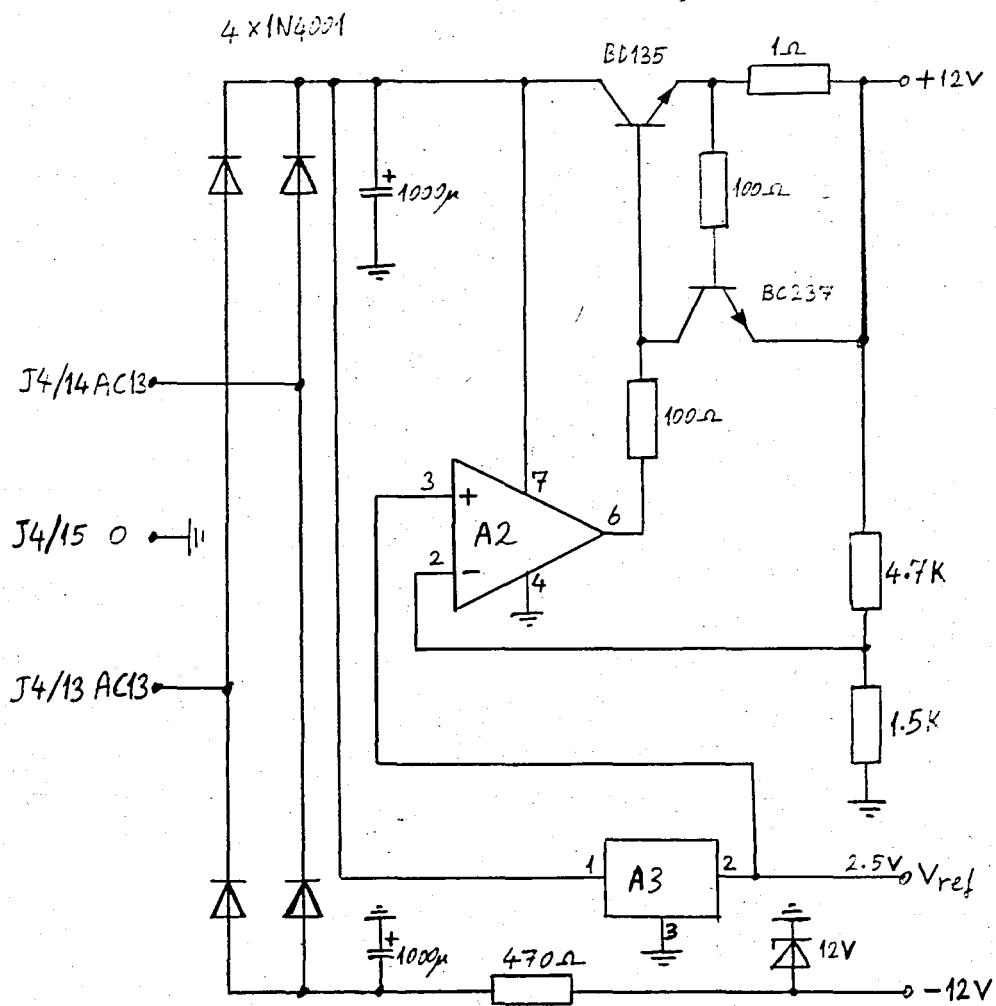 4 x 1N4001
BD135
1Ω
+12V
+
1000µ
100Ω
BC237
J4/14 AC13
100Ω
3
+
7
A2
6
J4/15 0
2
-
4
4.7K
J4/13 AC13
1.5K
1
A3
2
2.5V
Vref
3
+
1000µ
470Ω
12V
-12V